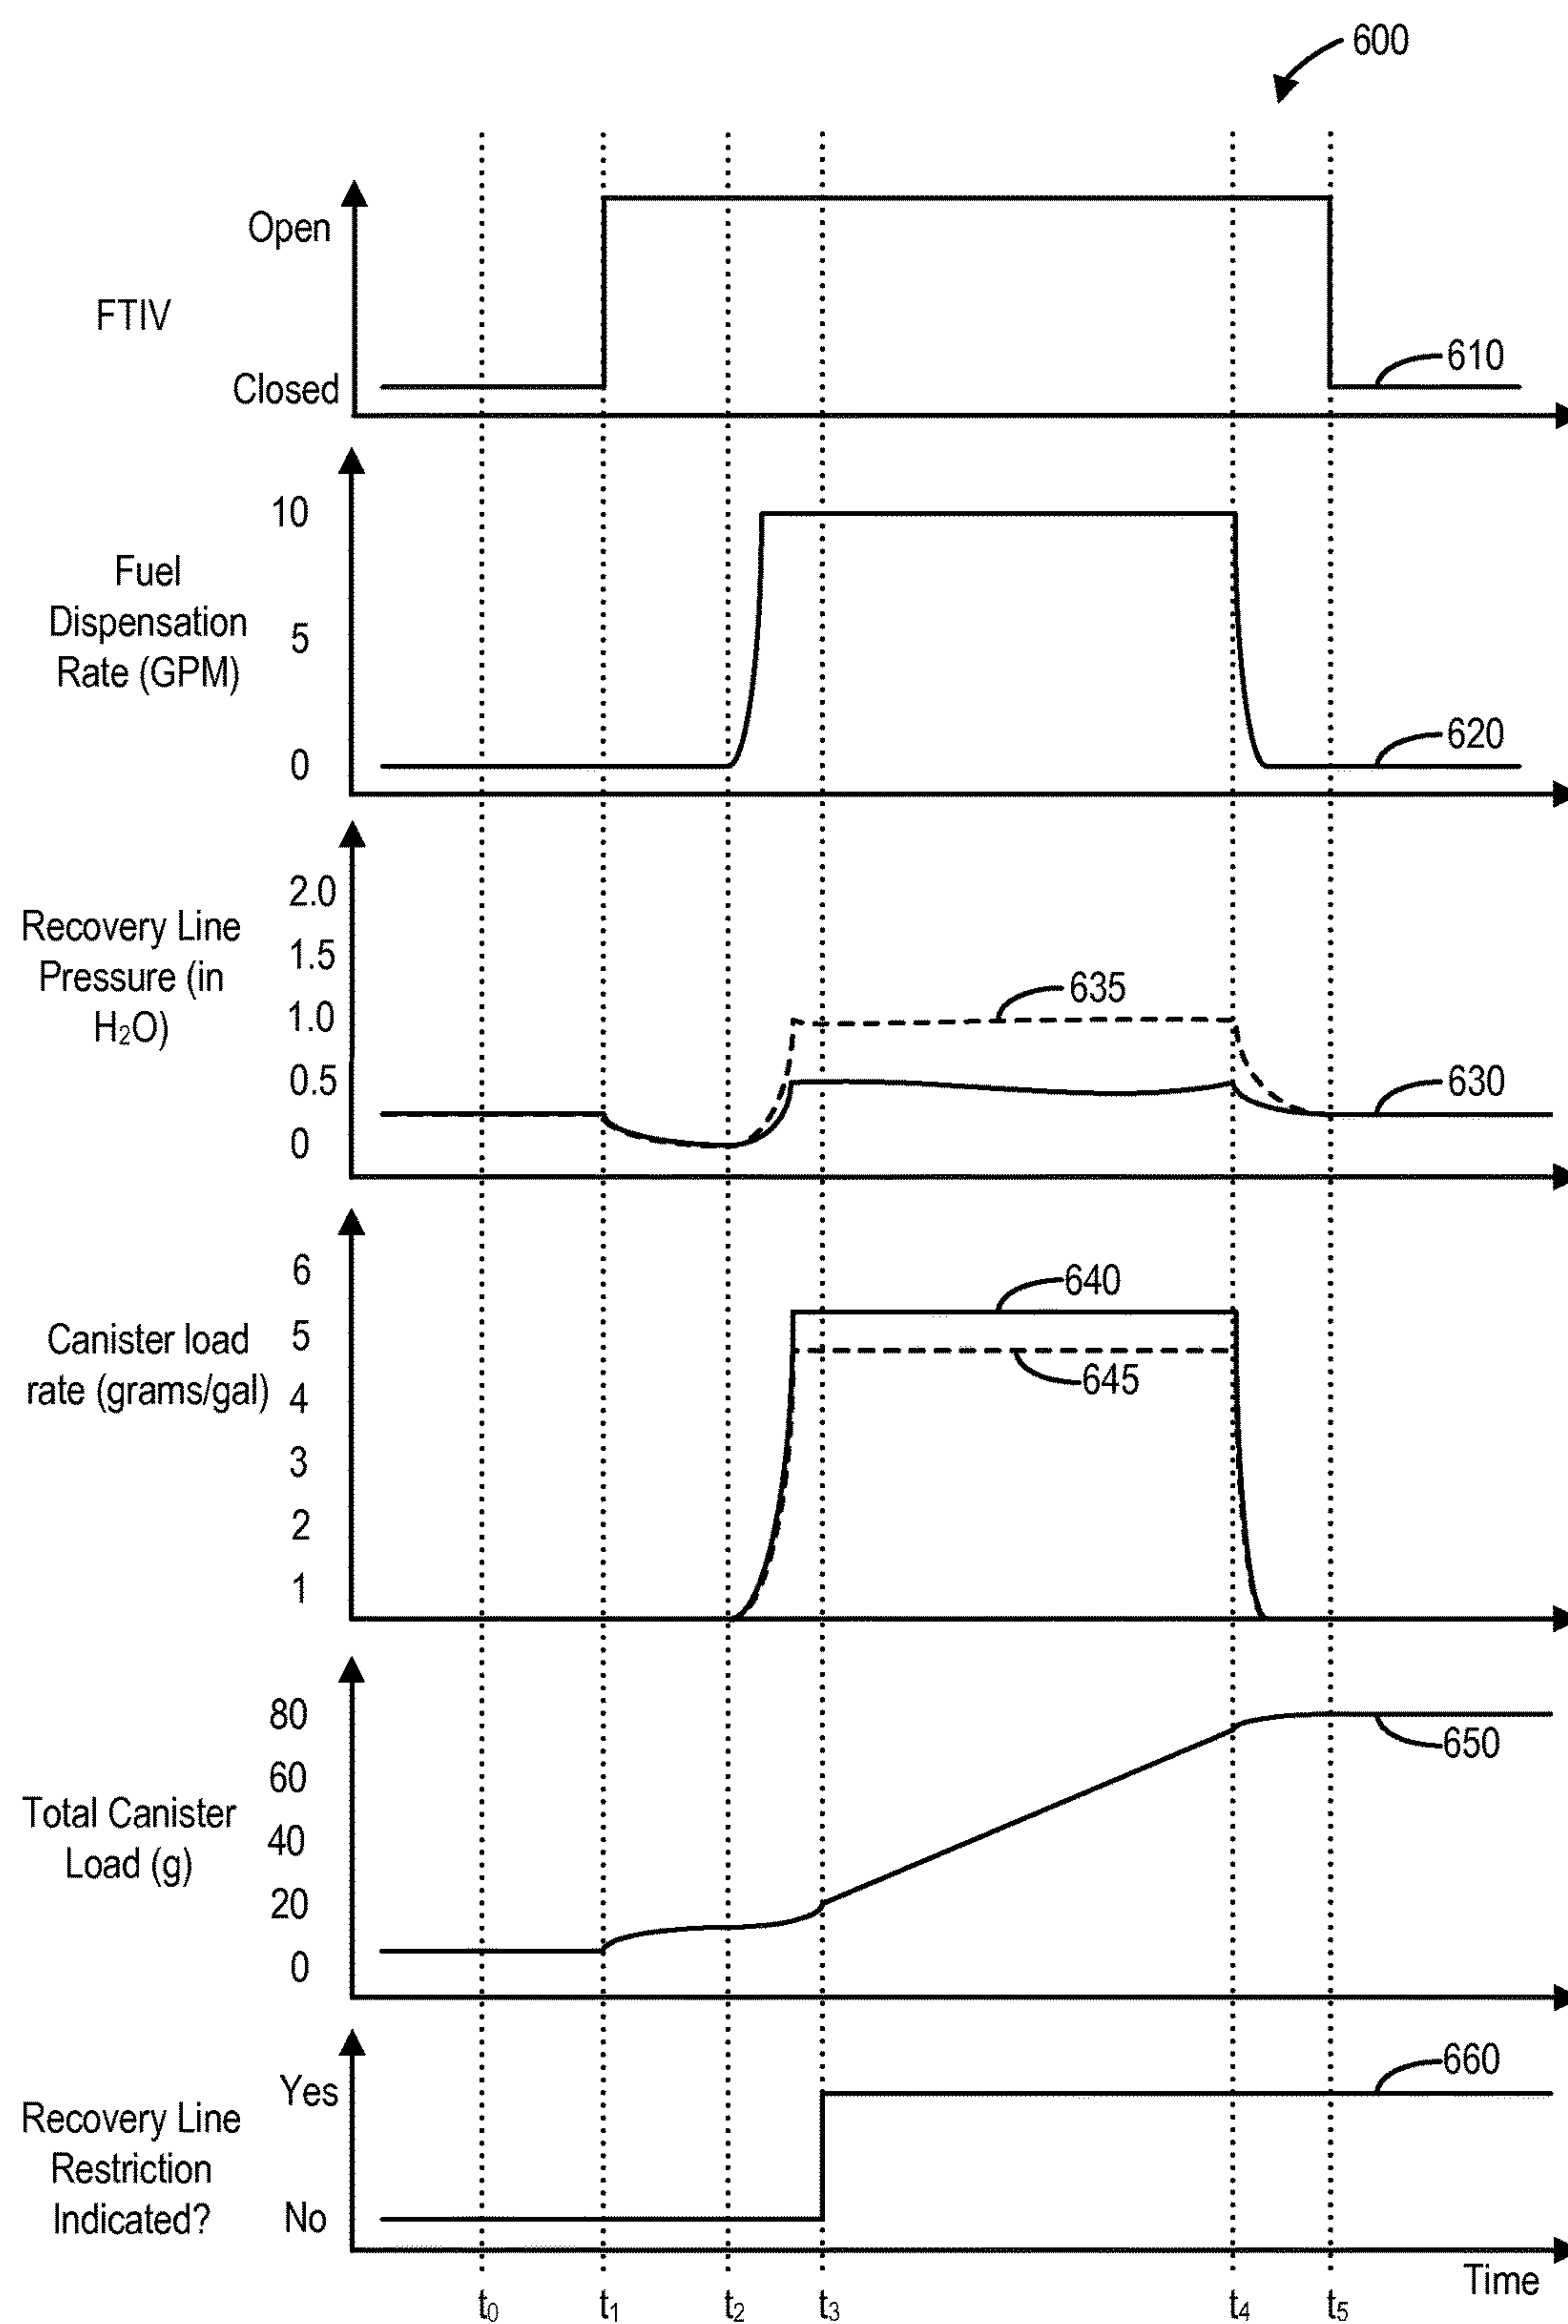 600
Open
FTIV
Closed
610
10
Fuel
Dispensation
Rate (GPM)
5
0
620
2.0
Recovery Line
Pressure (in
H₂O)
1.5
1.0
0.5
0
635
630
6
5
Canister load
rate (grams/gal)
4
3
2
1
640
645
80
60
Total Canister
Load (g)
40
20
0
650
Yes
Recovery Line
Restriction
Indicated?
No
660
Time
t₀ t₁ t₂ t₃ t₄ t₅